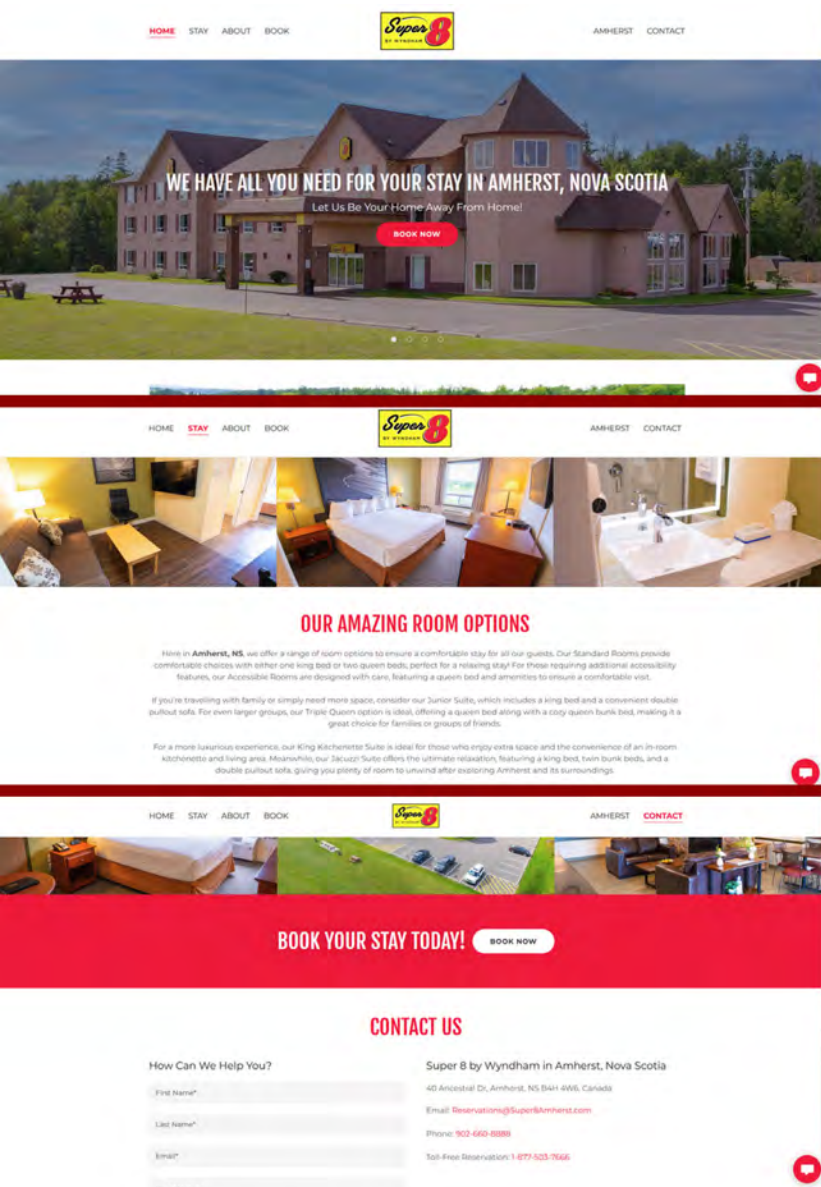 HOME STAY ABOUT BOOK
Super 8
BY WYNDHAM
AMHERST CONTACT
WE HAVE ALL YOU NEED FOR YOUR STAY IN AMHERST, NOVA SCOTIA
Let Us Be Your Home Away From Home!
BOOK NOW
HOME STAY ABOUT BOOK
Super 8
BY WYNDHAM
AMHERST CONTACT
OUR AMAZING ROOM OPTIONS
Here in Amherst, NS, we offer a range of room options to ensure a comfortable stay for all our guests. Our Standard Rooms provide
comfortable choices with either one king bed or two queen beds, perfect for a relaxing stay! For those requiring additional accessibility
features, our Accessible Rooms are designed with care, featuring a queen bed and amenities to ensure a comfortable visit.
If you're travelling with family or simply need more space, consider our Junior Suite, which includes a king bed and a convenient double
pullout sofa. For even larger groups, our Triple Queen option is ideal, offering a queen bed along with a cozy queen bunk bed, making it a
great choice for families or groups of friends.
For a more luxurious experience, our King Kitchenette Suite is ideal for those who enjoy extra space and the convenience of an in-room
kitchenette and living area. Meanwhile, our Jacuzzi Suite offers the ultimate relaxation, featuring a king bed, twin bunk beds, and a
double pullout sofa, giving you plenty of room to unwind after exploring Amherst and its surroundings.
HOME STAY ABOUT BOOK
Super 8
BY WYNDHAM
AMHERST CONTACT
BOOK YOUR STAY TODAY!
BOOK NOW
CONTACT US
How Can We Help You?
First Name*
Last Name*
Email*
Super 8 by Wyndham in Amherst, Nova Scotia
40 Ancestral Dr, Amherst, NS B4H 4W6, Canada
Email: Reservations@Super8Amherst.com
Phone: 902-660-8888
Toll-Free Reservation: 1-877-503-7666